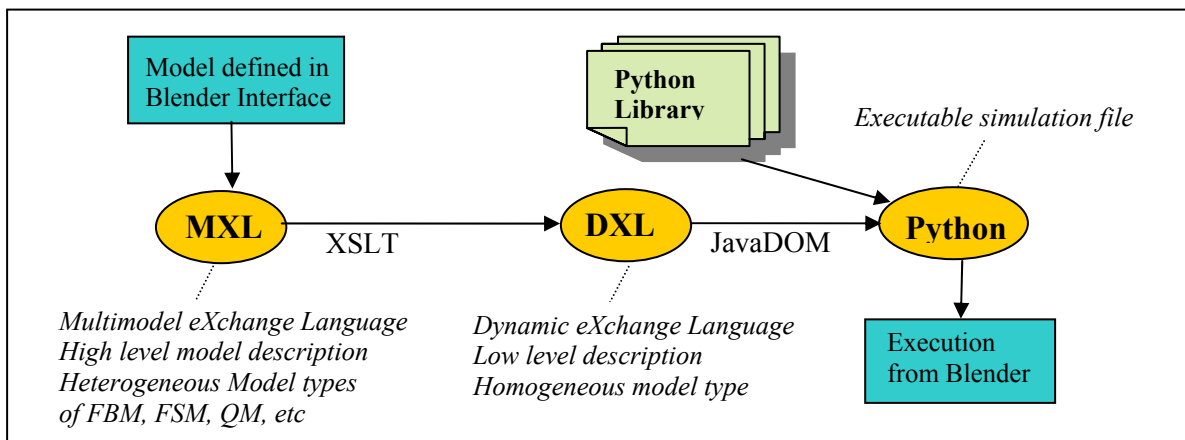 Model defined in
Blender Interface
Python
Library
Executable simulation file
MXL
XSLT
DXL
JavaDOM
Python
Multimodel eXchange Language
High level model description
Heterogeneous Model types
of FBM, FSM, QM, etc
Dynamic eXchange Language
Low level description
Homogeneous model type
Execution
from Blender